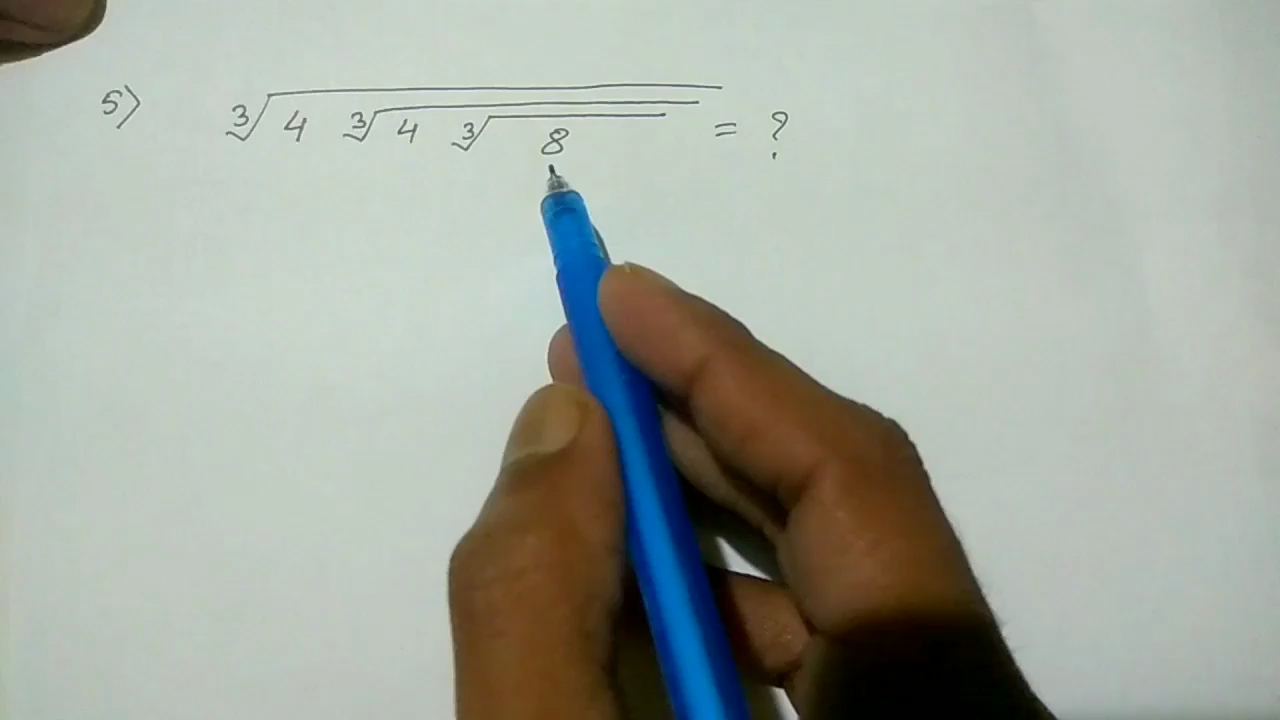 5) ∛(4 ∛(4 ∛8)) = ?